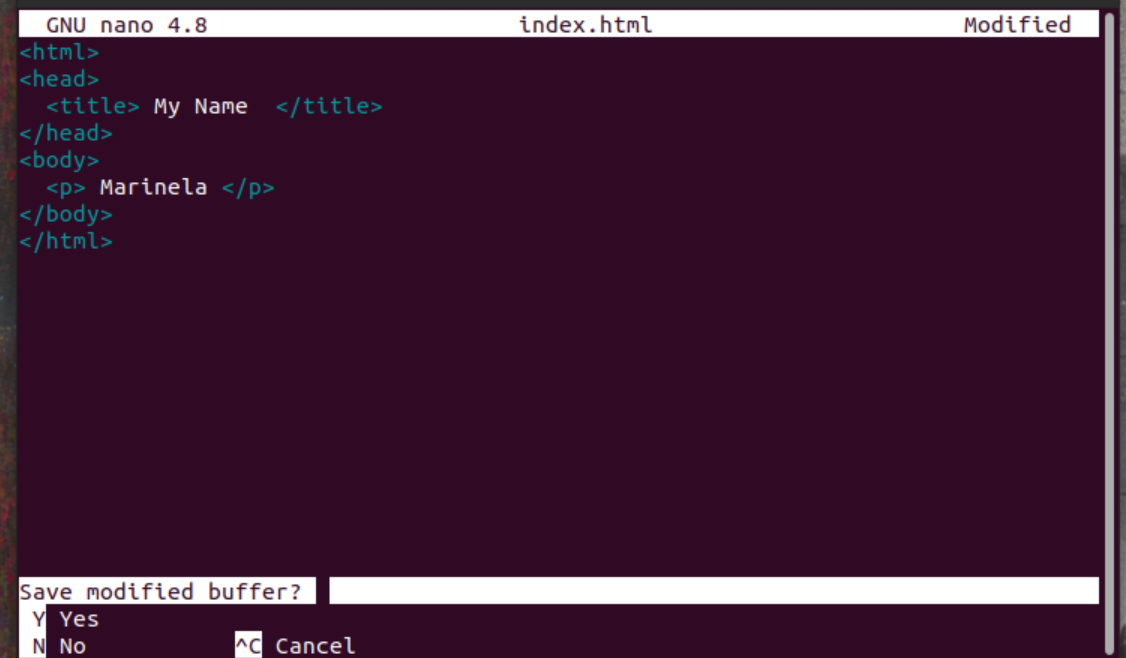 GNU nano 4.8 index.html Modified
<html>
<head>
  <title> My Name  </title>
</head>
<body>
  <p> Marinela </p>
</body>
</html>
Save modified buffer?
Y Yes
N No ^C Cancel